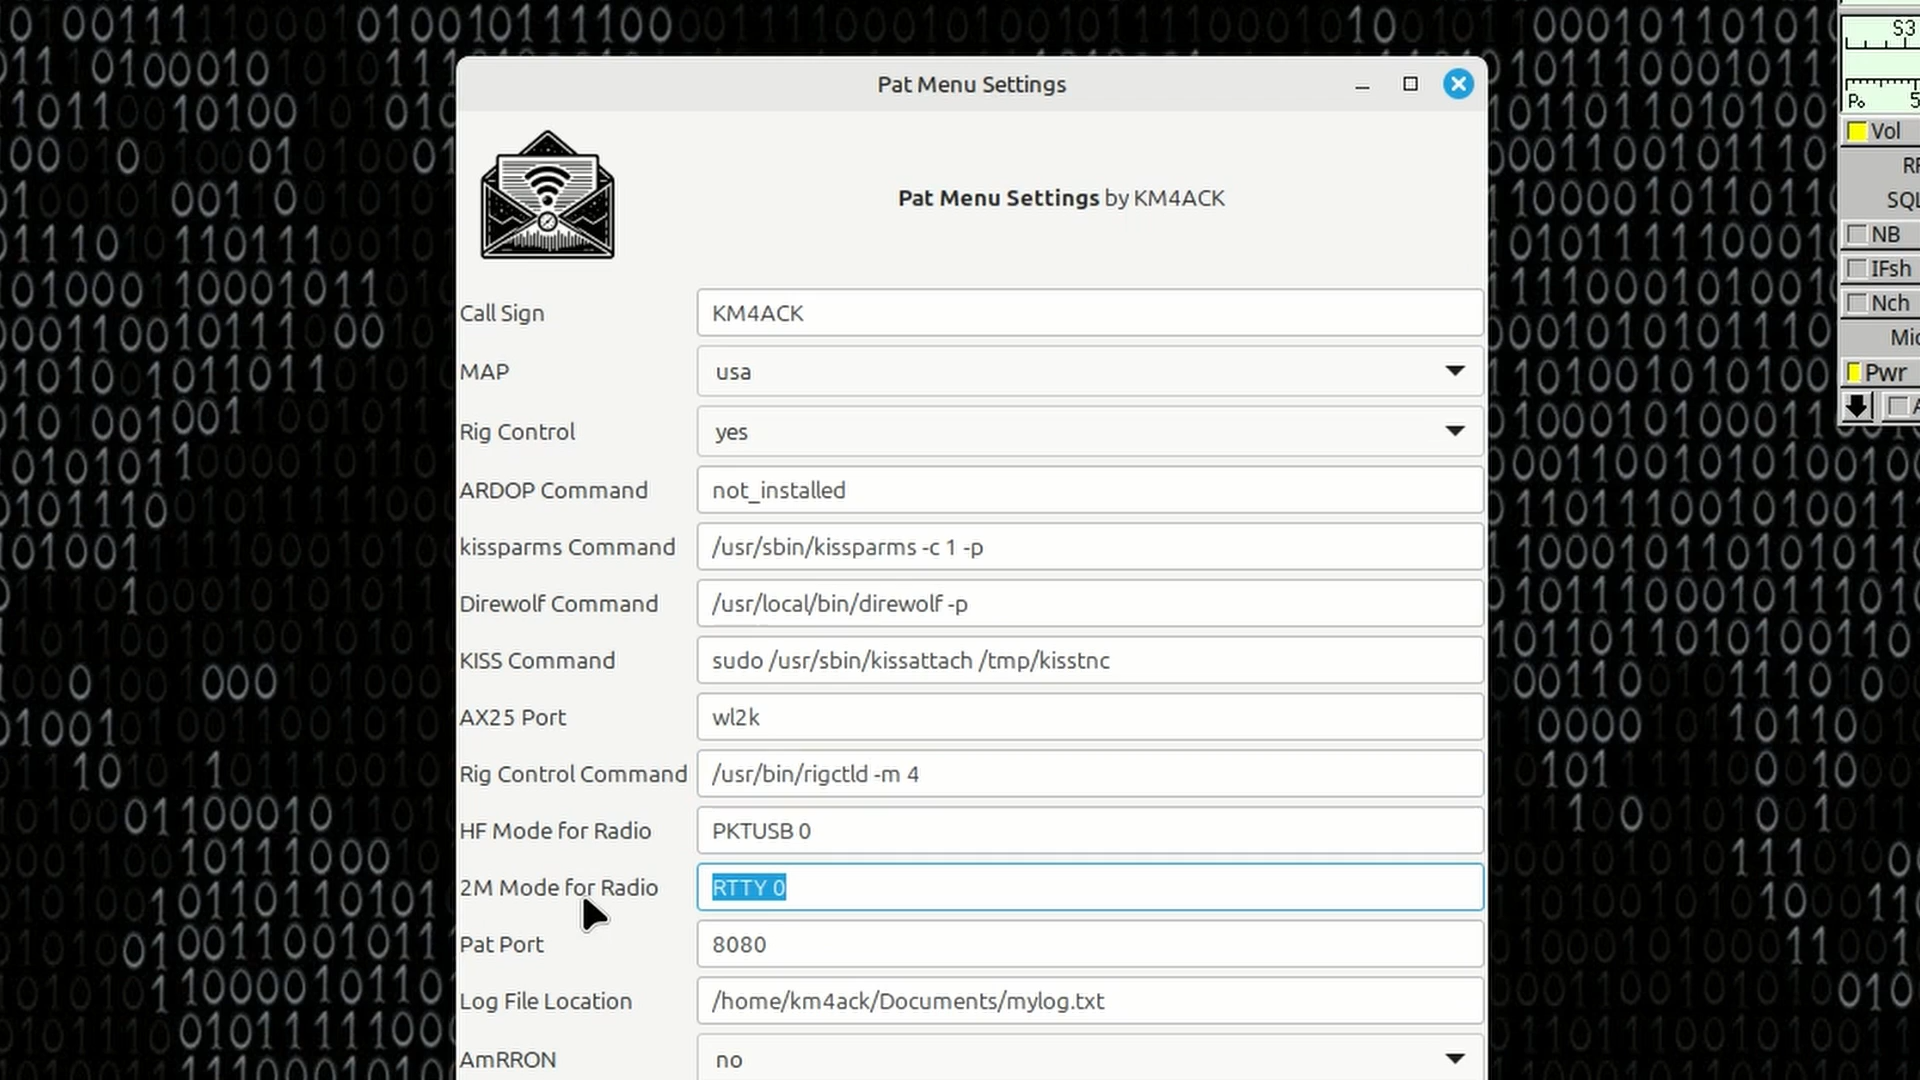 Pat Menu Settings
Pat Menu Settings by KM4ACK
Call Sign KM4ACK
MAP usa
Rig Control yes
ARDOP Command not_installed
kissparms Command /usr/sbin/kissparms -c 1 -p
Direwolf Command /usr/local/bin/direwolf -p
KISS Command sudo /usr/sbin/kissattach /tmp/kisstnc
AX25 Port wl2k
Rig Control Command /usr/bin/rigctld -m 4
HF Mode for Radio PKTUSB 0
2M Mode for Radio RTTY 0
Pat Port 8080
Log File Location /home/km4ack/Documents/mylog.txt
AmRRON no
S3
Po 5
Vol
SQL
NB
IFsh
Nch
Pwr